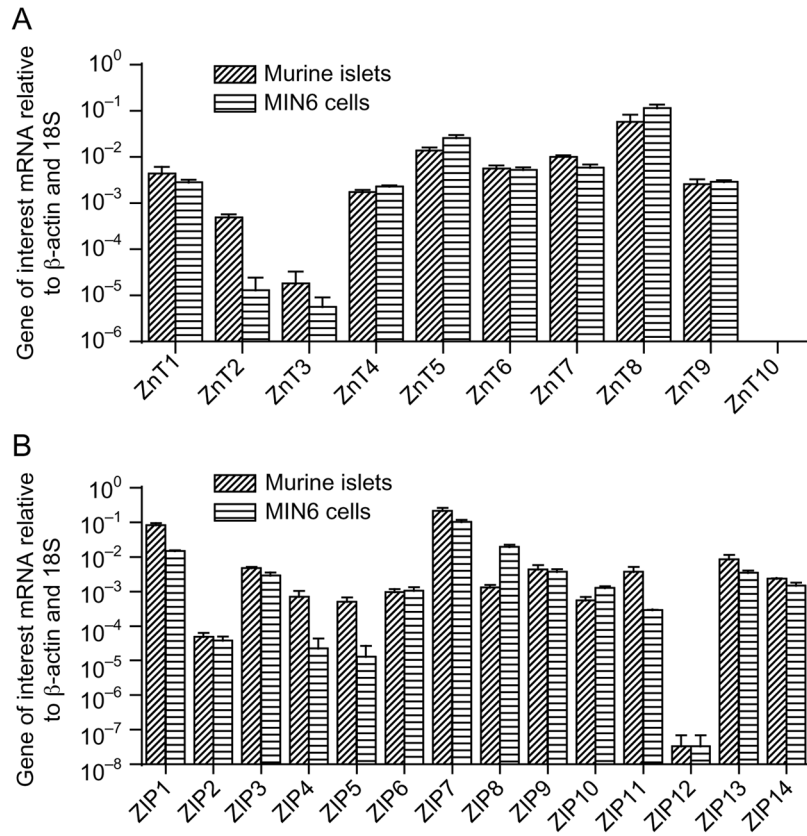 A
Gene of interest mRNA relative
to β-actin and 18S
10⁰
10⁻¹
10⁻²
10⁻³
10⁻⁴
10⁻⁵
10⁻⁶
Murine islets
MIN6 cells
ZnT1
ZnT2
ZnT3
ZnT4
ZnT5
ZnT6
ZnT7
ZnT8
ZnT9
ZnT10
B
Gene of interest mRNA relative
to β-actin and 18S
10⁰
10⁻¹
10⁻²
10⁻³
10⁻⁴
10⁻⁵
10⁻⁶
10⁻⁷
10⁻⁸
Murine islets
MIN6 cells
ZIP1
ZIP2
ZIP3
ZIP4
ZIP5
ZIP6
ZIP7
ZIP8
ZIP9
ZIP10
ZIP11
ZIP12
ZIP13
ZIP14